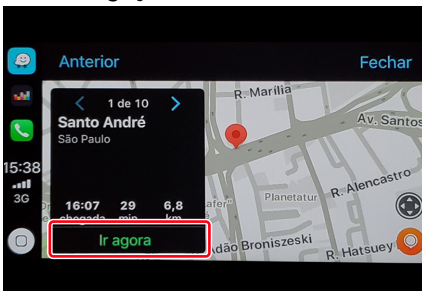 Anterior
Fechar
1 de 10
Santo André
São Paulo
16:07 29 6,8
chegada min km
Ir agora
15:38
3G
R. Marília
Av. Santos
R. Alencastro
Planetatur
Broniszeski
R. Hatsuey